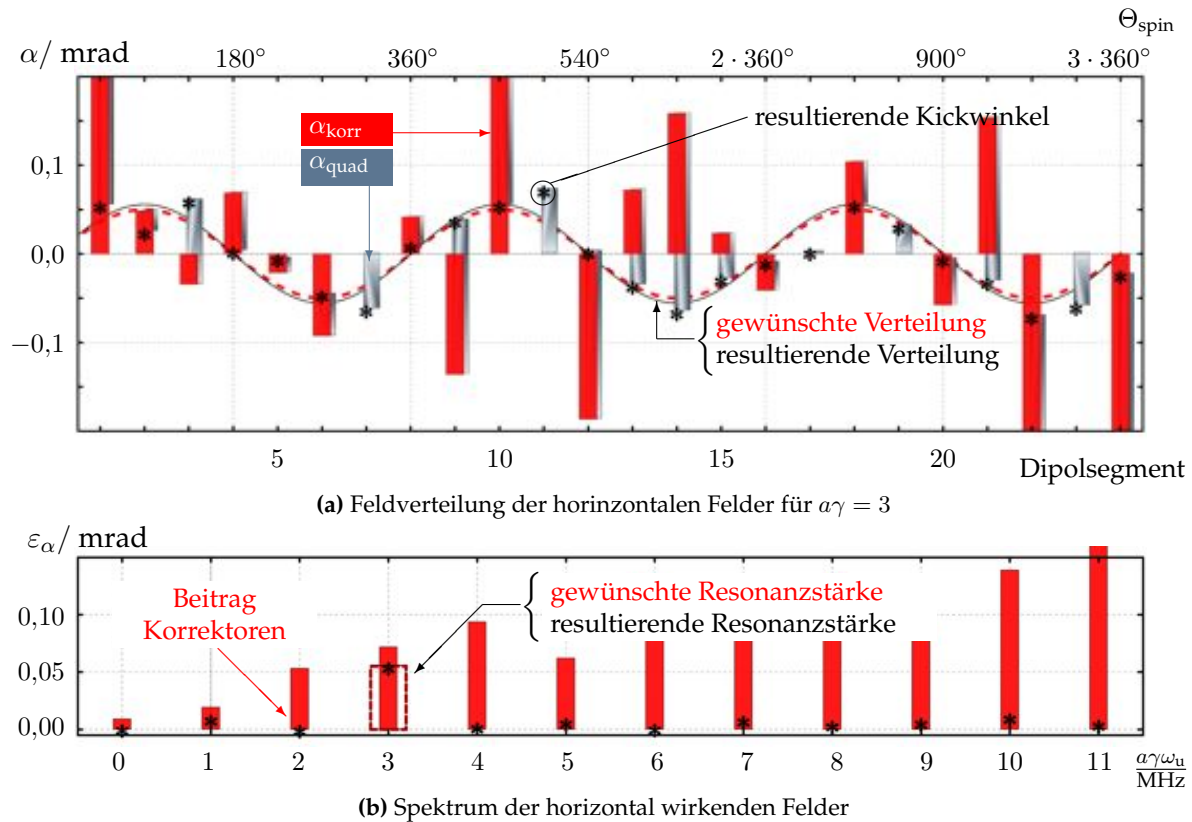 Θspin
α/ mrad
180° 360° 540° 2 · 360° 900° 3 · 360°
αkorr
αquad
resultierende Kickwinkel
0,1
0,0
−0,1
gewünschte Verteilung
resultierende Verteilung
5 10 15 20 Dipolsegment
(a) Feldverteilung der horinzontalen Felder für aγ = 3
εα/ mrad
Beitrag
Korrektoren
gewünschte Resonanzstärke
resultierende Resonanzstärke
0,10
0,05
0,00
0 1 2 3 4 5 6 7 8 9 10 11 aγωu/MHz
(b) Spektrum der horizontal wirkenden Felder